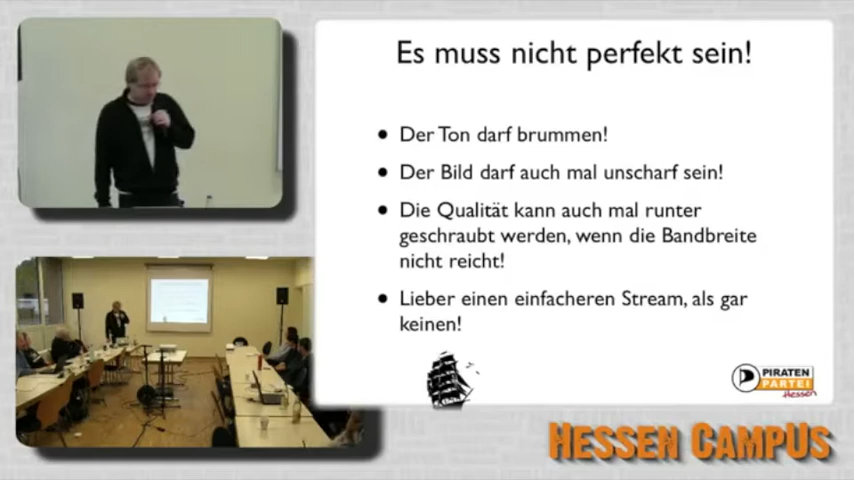 Es muss nicht perfekt sein!
• Der Ton darf brummen!
• Der Bild darf auch mal unscharf sein!
• Die Qualität kann auch mal runter
geschraubt werden, wenn die Bandbreite
nicht reicht!
• Lieber einen einfacheren Stream, als gar
keinen!
PIRATEN
PARTEI
Hessen
HESSEN CAMPUS